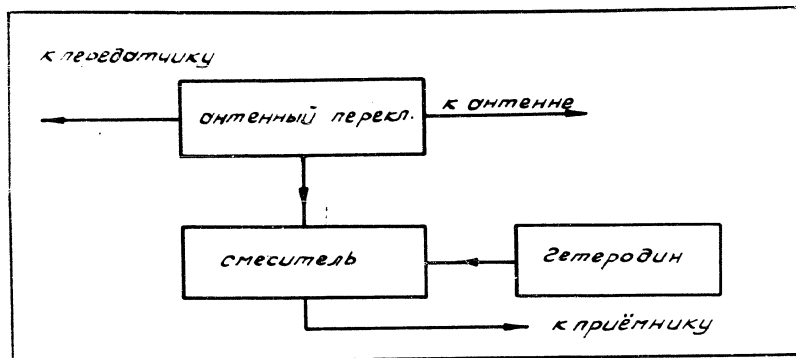 к передатчику
антенный перекл.
к антенне
смеситель
гетеродин
к приёмнику